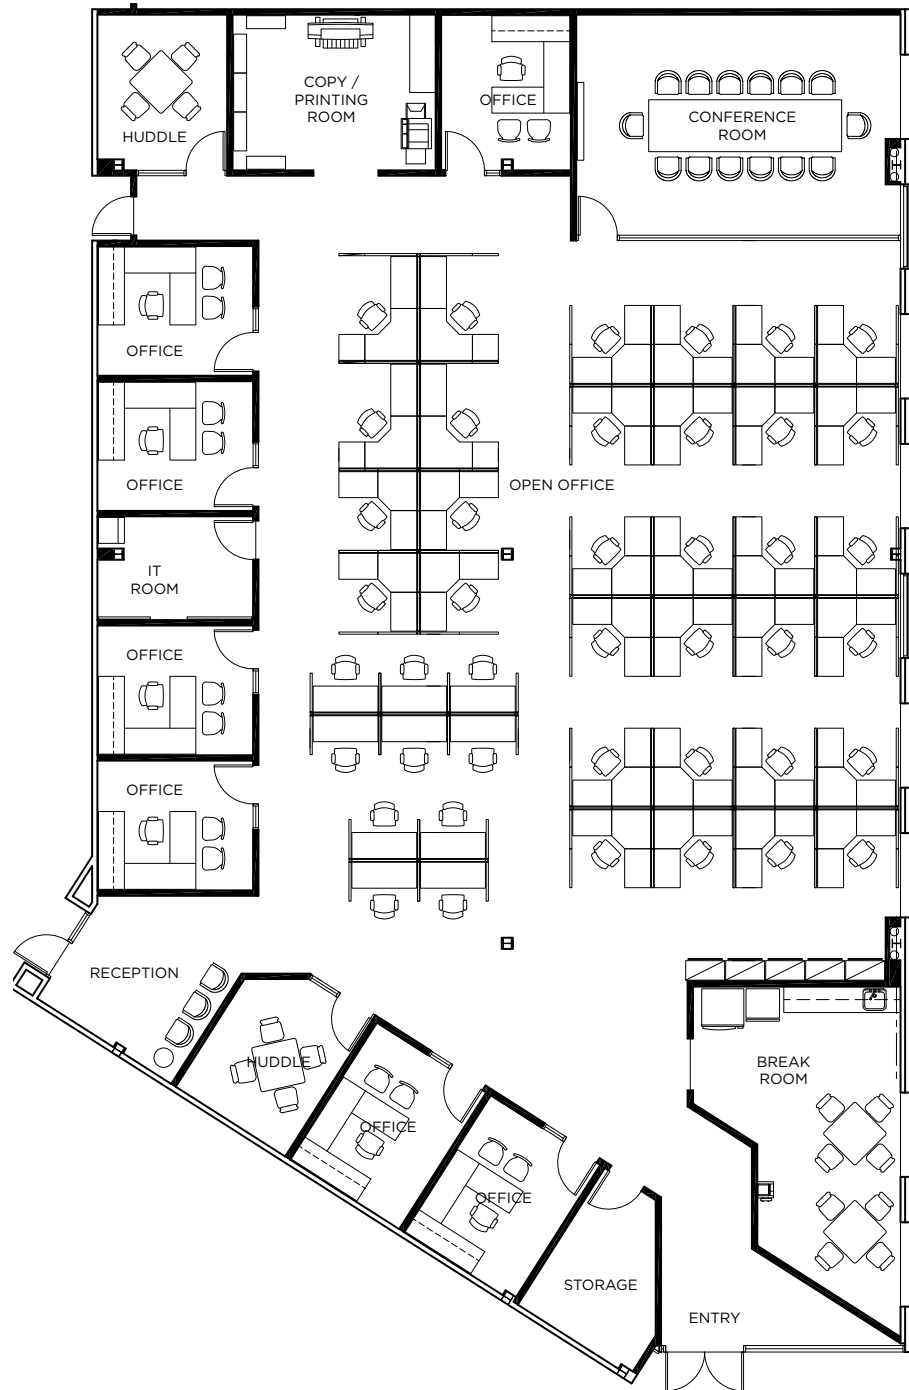 HUDDLE
COPY /
PRINTING
ROOM
OFFICE
CONFERENCE
ROOM
OFFICE
OFFICE
OPEN OFFICE
IT
ROOM
OFFICE
OFFICE
RECEPTION
HUDDLE
OFFICE
OFFICE
BREAK
ROOM
STORAGE
ENTRY